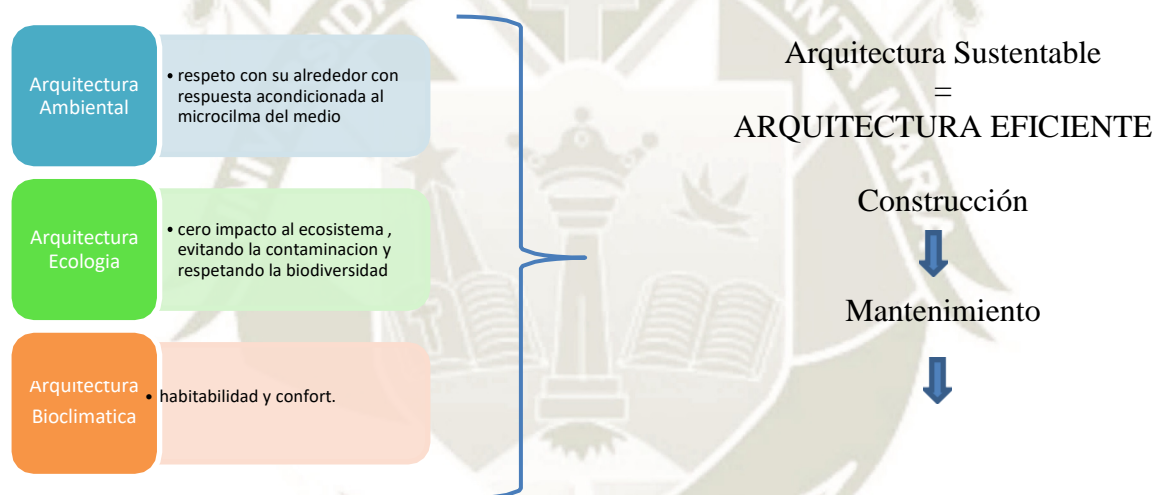 Arquitectura
Ambiental
• respeto con su alrededor con
respuesta acondicionada al
microcilma del medio
Arquitectura
Ecologia
• cero impacto al ecosistema ,
evitando la contaminacion y
respetando la biodiversidad
Arquitectura
Bioclimatica
• habitabilidad y confort.
Arquitectura Sustentable
=
ARQUITECTURA EFICIENTE
Construcción
Mantenimiento